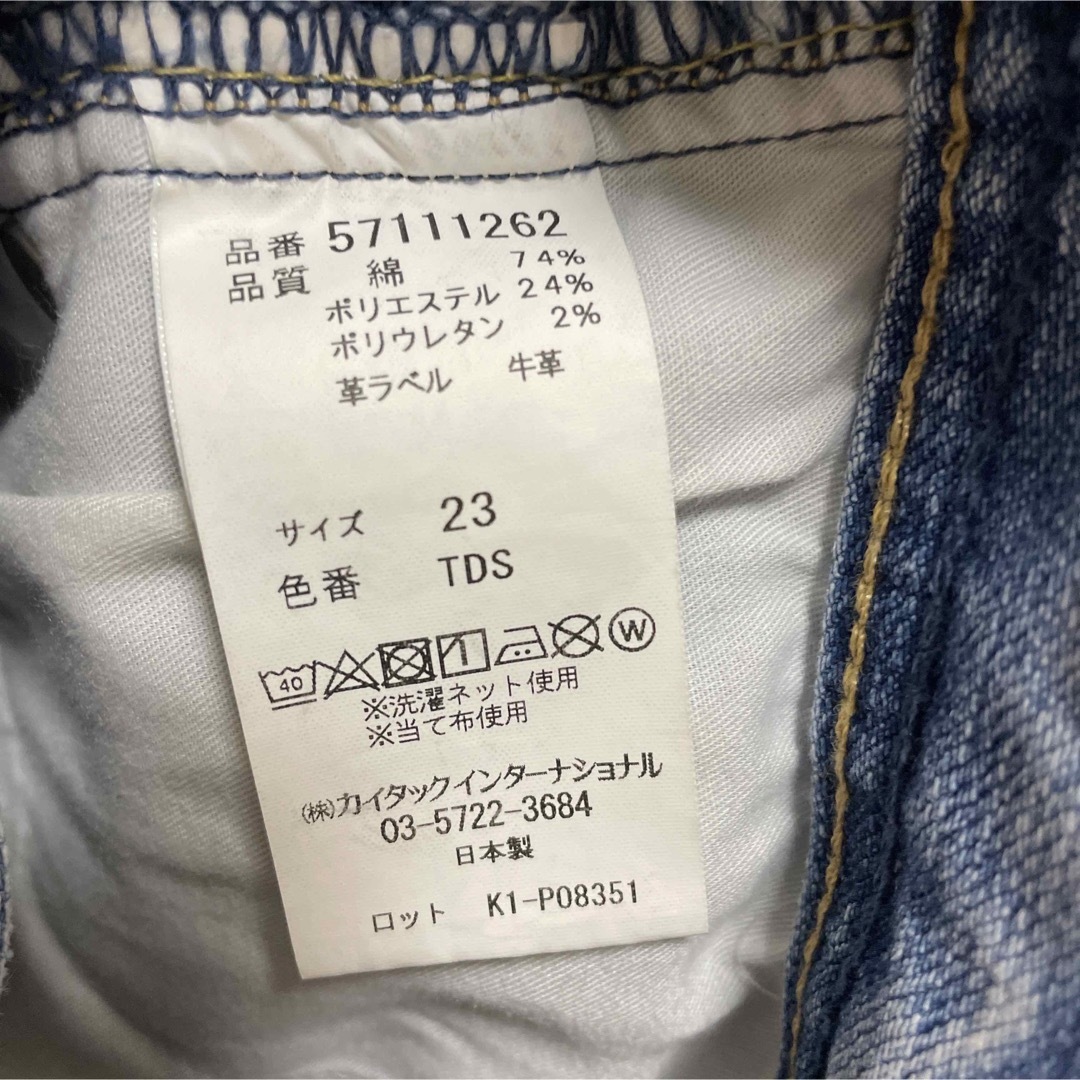 品番 57111262
品質 綿 74%
ポリエステル 24%
ポリウレタン 2%
革ラベル 牛革
サイズ 23
色番 TDS
40 1 W
※洗濯ネット使用
※当て布使用
(株)カイタックインターナショナル
03-5722-3684
日本製
ロット K1-P08351